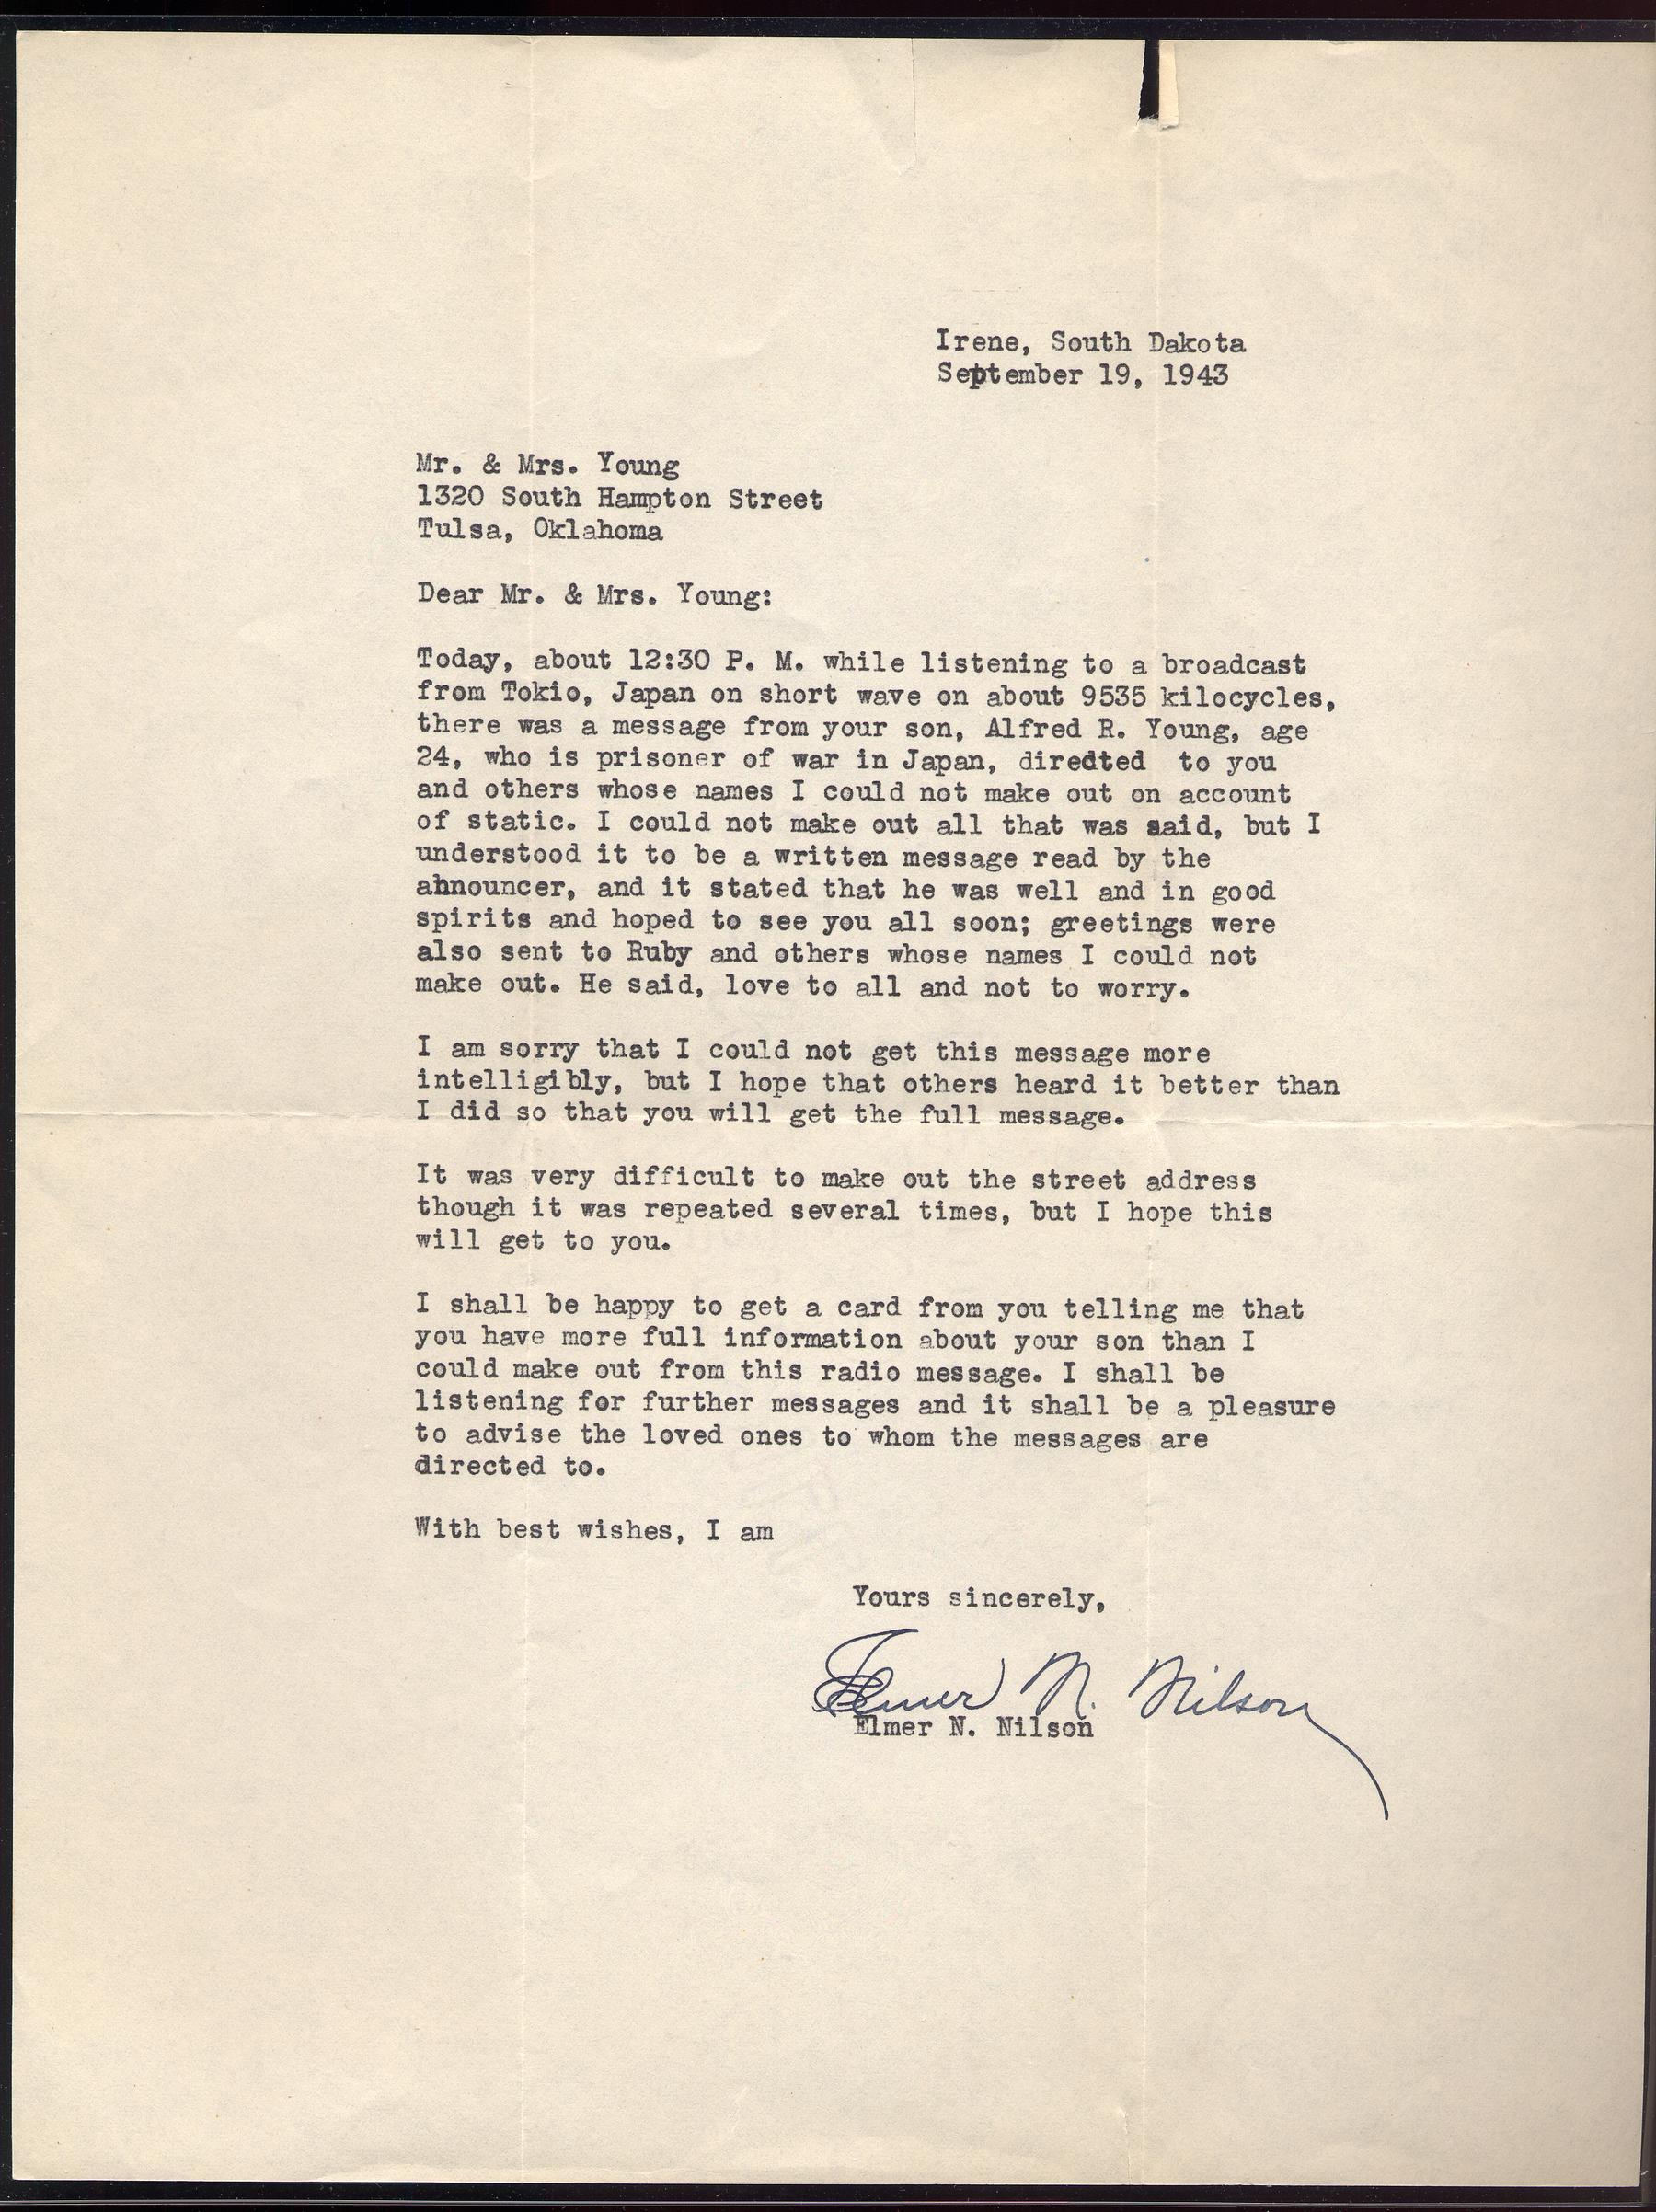 Irene, South Dakota
September 19, 1943
Mr. & Mrs. Young
1320 South Hampton Street
Tulsa, Oklahoma
Dear Mr. & Mrs. Young:
Today, about 12:30 P. M. while listening to a broadcast
from Tokio, Japan on short wave on about 9535 kilocycles,
there was a message from your son, Alfred R. Young, age
24, who is prisoner of war in Japan, diredted to you
and others whose names I could not make out on account
of static. I could not make out all that was said, but I
understood it to be a written message read by the
announcer, and it stated that he was well and in good
spirits and hoped to see you all soon; greetings were
also sent to Ruby and others whose names I could not
make out. He said, love to all and not to worry.
I am sorry that I could not get this message more
intelligibly, but I hope that others heard it better than
I did so that you will get the full message.
It was very difficult to make out the street address
though it was repeated several times, but I hope this
will get to you.
I shall be happy to get a card from you telling me that
you have more full information about your son than I
could make out from this radio message. I shall be
listening for further messages and it shall be a pleasure
to advise the loved ones to whom the messages are
directed to.
With best wishes, I am
Yours sincerely,
Elmer N. Nilson
Elmer N. Nilson